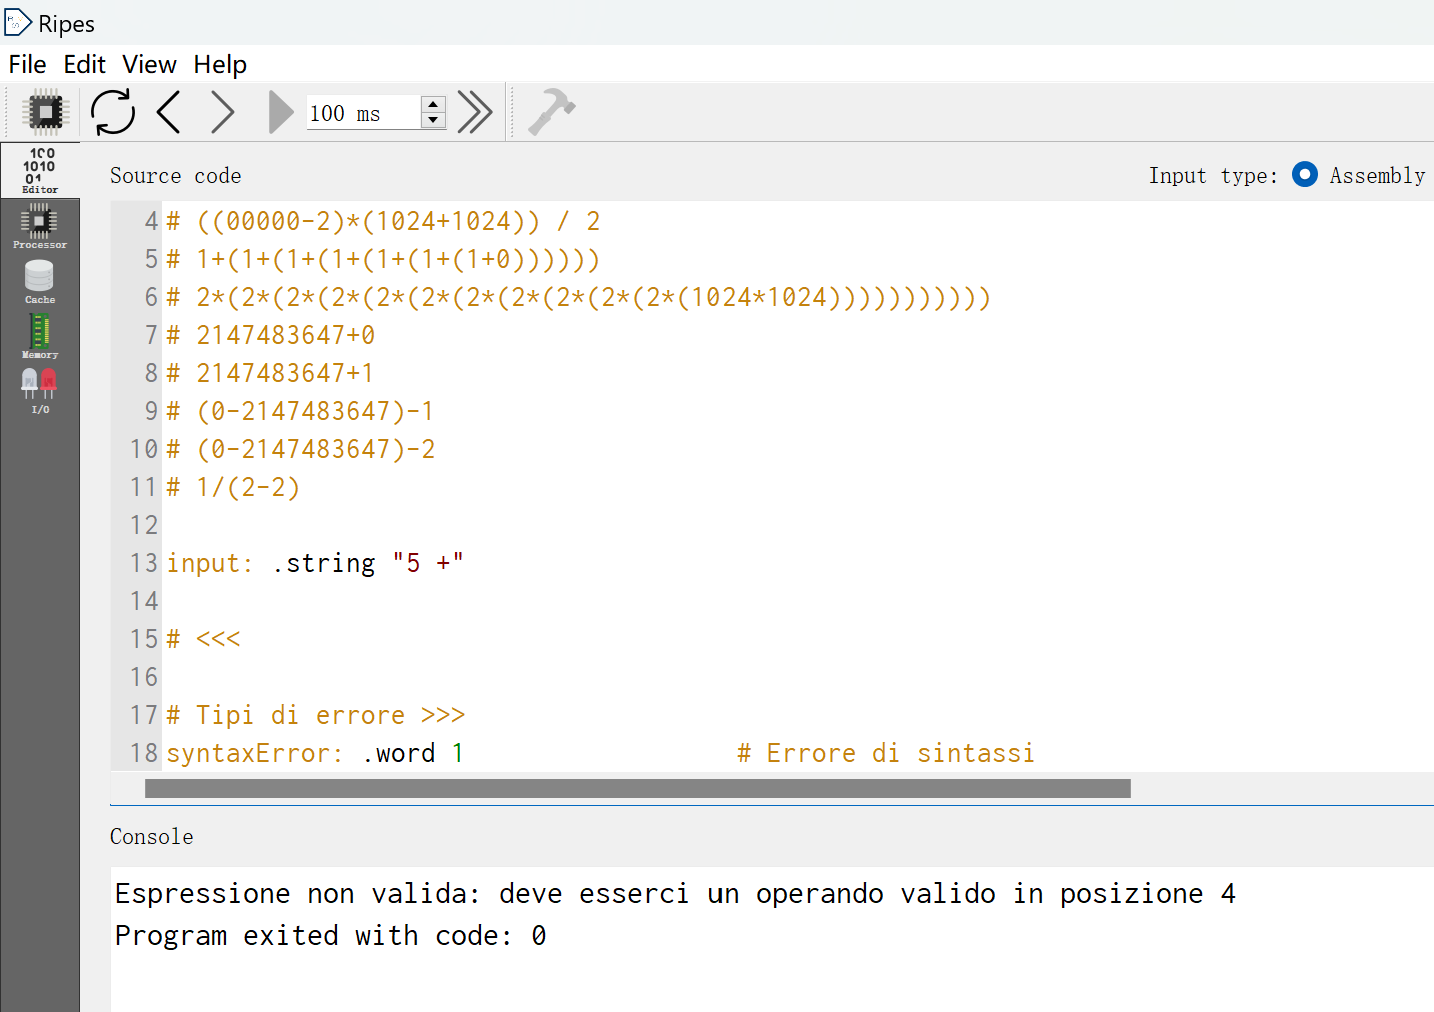 Ripes
File Edit View Help
100 ms
Editor
Processor
Cache
Memory
I/O
Source code
Input type: Assembly
4 # ((00000-2)*(1024+1024)) / 2
5 # 1+(1+(1+(1+(1+(1+(1+0))))))
6 # 2*(2*(2*(2*(2*(2*(2*(2*(2*(2*(2*(1024*1024)))))))))))
7 # 2147483647+0
8 # 2147483647+1
9 # (0-2147483647)-1
10 # (0-2147483647)-2
11 # 1/(2-2)
12
13 input: .string "5 +"
14
15 # <<<
16
17 # Tipi di errore >>>
18 syntaxError: .word 1 # Errore di sintassi
Console
Espressione non valida: deve esserci un operando valido in posizione 4
Program exited with code: 0